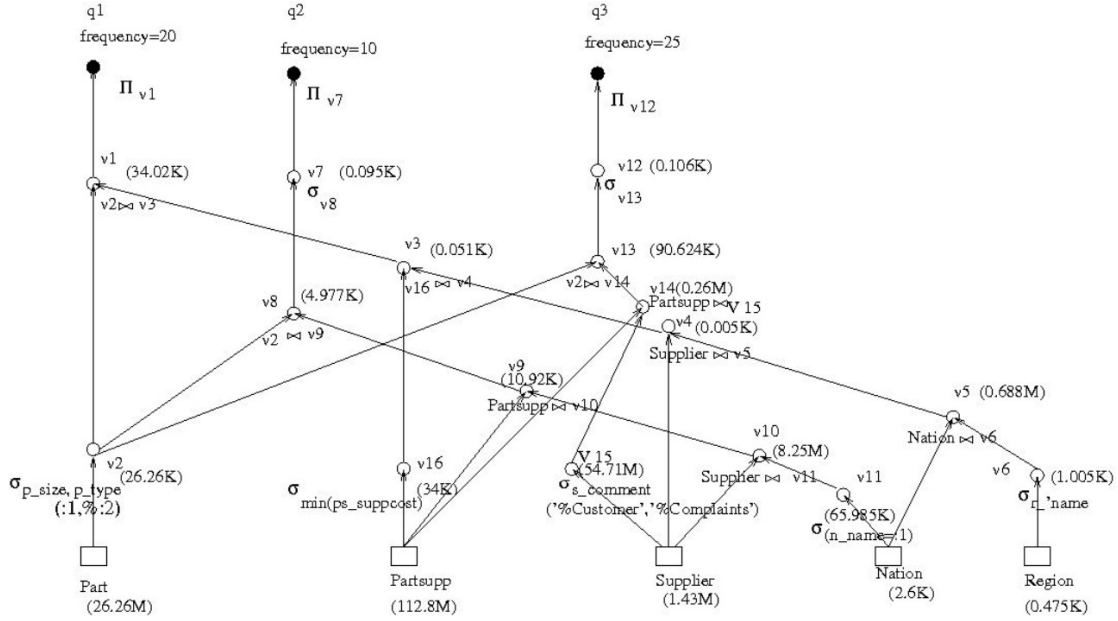 q1 q2 q3
frequency=20
frequency=10
frequency=25
Π v1
Π v7
Π v12
v1 (34.02K)
v2 ⋈ v3
v7 (0.095K)
σ v8
v12 (0.106K)
σ v13
v3 (0.051K)
v16 ⋈ v4
v13 (90.624K)
v2 ⋈ v14
v14(0.26M)
Partsupp ⋈ V 15
v8 (4.977K)
v2 ⋈ v9
v4 (0.005K)
Supplier ⋈ v5
v9
(10.92K)
Partsupp ⋈ v10
v5 (0.688M)
Nation ⋈ v6
v2 (26.26K)
σ p_size, p_type
(:1,%:2)
v16
σ (34K)
min(ps_suppcost)
V 15
(54.71M)
σ s_comment
('%Customer','%Complaints')
v10
(8.25M)
Supplier ⋈ v11
v11
(65.985K)
σ (n_name=:1)
v6 (1.005K)
σ r_'name
Part
(26.26M)
Partsupp
(112.8M)
Supplier
(1.43M)
Nation
(2.6K)
Region
(0.475K)